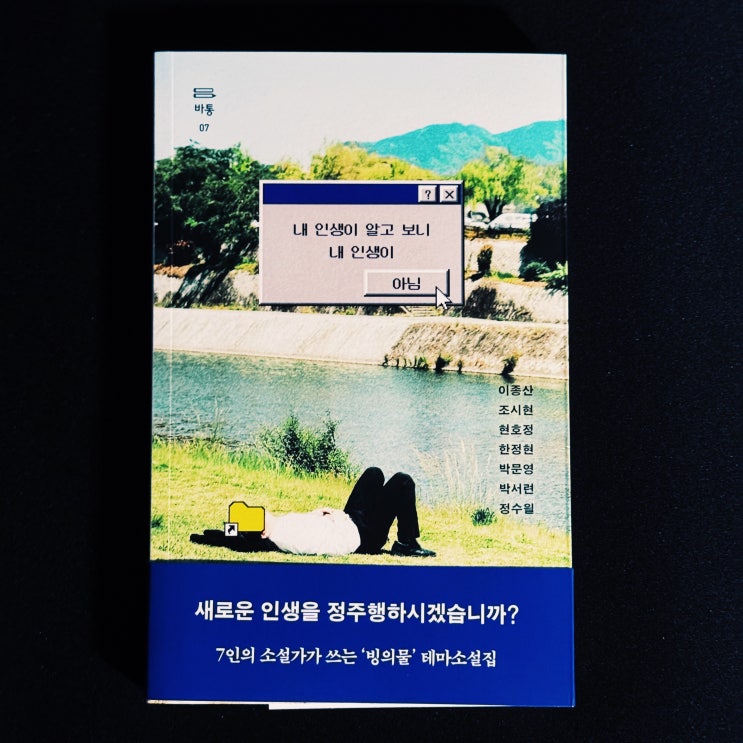 바통
07
? X
내 인생이 알고 보니
내 인생이
아님
이종산
조시현
현호정
한정현
박문영
박서련
정수읠
새로운 인생을 정주행하시겠습니까?
7인의 소설가가 쓰는 ‘빙의물’ 테마소설집